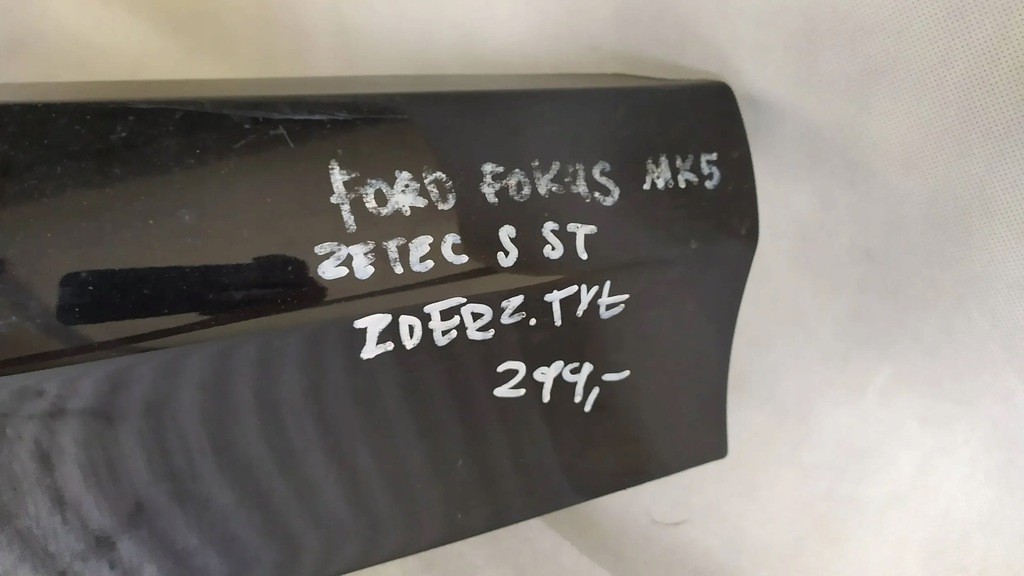 FORD FOKUS MK5
ZETEC S ST
ZDERZ. TYŁ
299,-